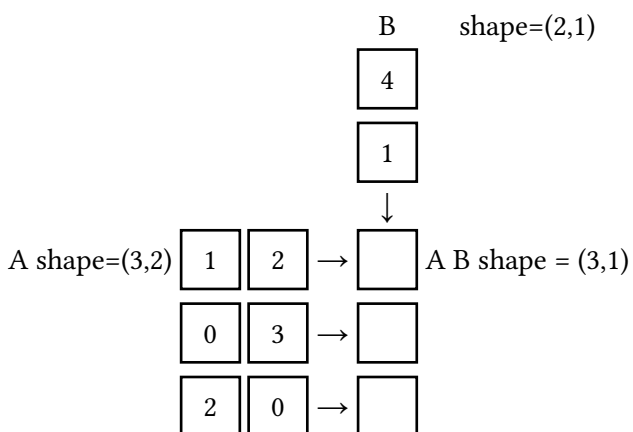 B shape=(2,1)
4
1
↓
A shape=(3,2) 1 2 → A B shape = (3,1)
0 3 →
2 0 →